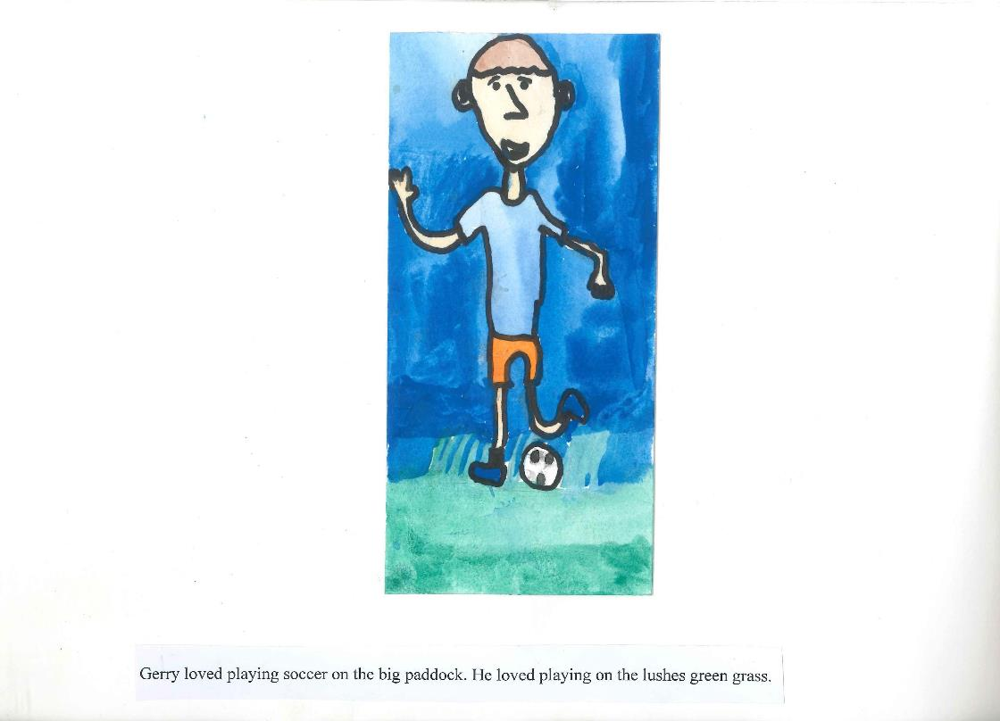 Gerry loved playing soccer on the big paddock. He loved playing on the lushes green grass.